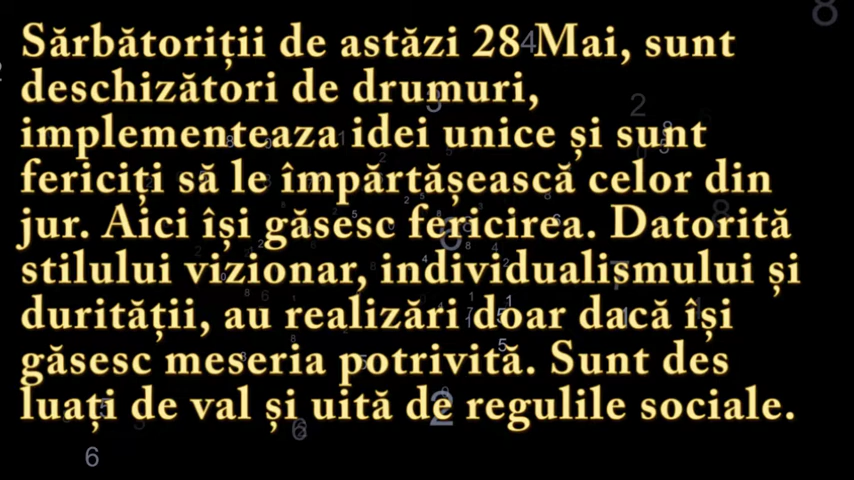 Sărbătoriții de astăzi 28 Mai, sunt
deschizători de drumuri,
implementeaza idei unice și sunt
fericiți să le împărtășească celor din
jur. Aici își găsesc fericirea. Datorită
stilului vizionar, individualismului și
durității, au realizări doar dacă își
găsesc meseria potrivită. Sunt des
luați de val și uită de regulile sociale.